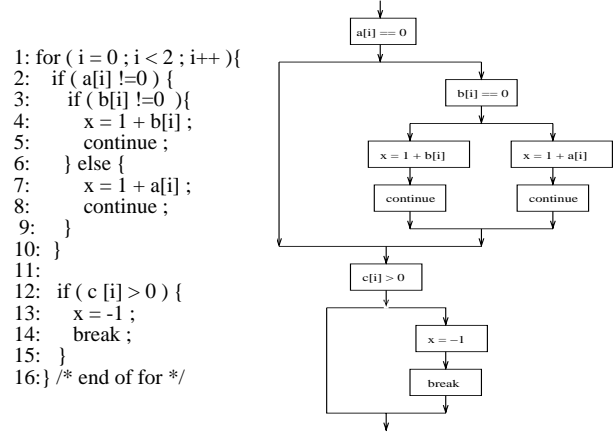 1: for ( i = 0 ; i < 2 ; i++ ){
2: if ( a[i] !=0 ) {
3: if ( b[i] !=0 ){
4: x = 1 + b[i] ;
5: continue ;
6: } else {
7: x = 1 + a[i] ;
8: continue ;
9: }
10: }
11:
12: if ( c [i] > 0 ) {
13: x = -1 ;
14: break ;
15: }
16:} /* end of for */
a[i] == 0
b[i] == 0
x = 1 + b[i]
x = 1 + a[i]
continue
continue
c[i] > 0
x = −1
break